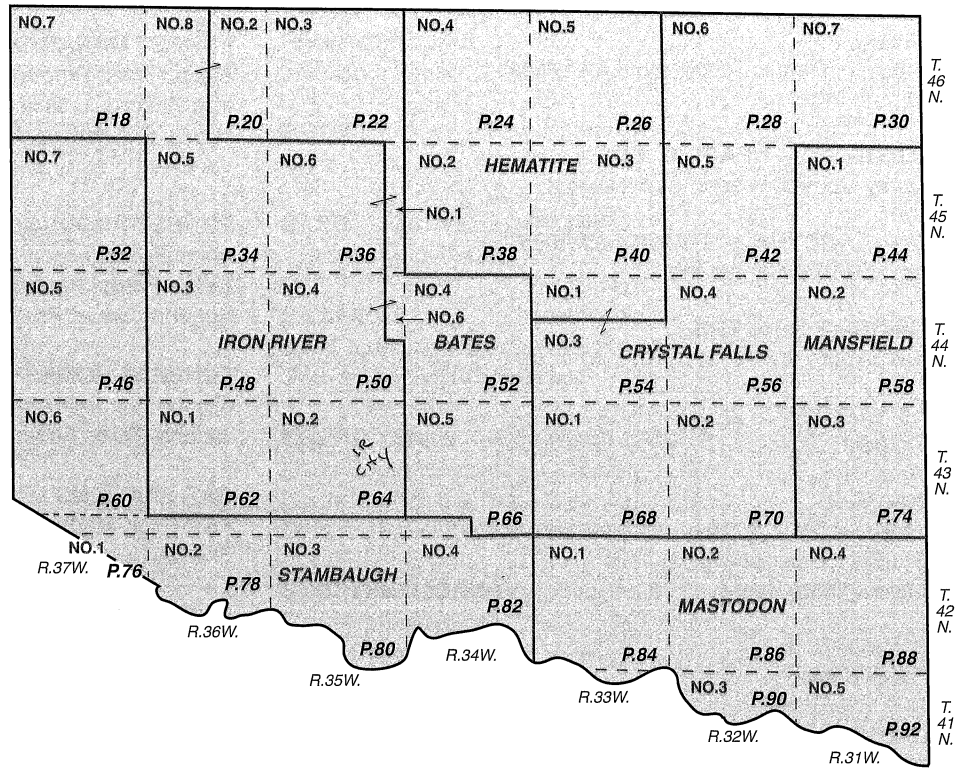 NO.7 NO.8 NO.2 NO.3 NO.4 NO.5 NO.6 NO.7
T. 46 N.
P.18 P.20 P.22 P.24 P.26 P.28 P.30
NO.7 NO.5 NO.6 NO.2 HEMATITE NO.3 NO.5 NO.1
NO.1
T. 45 N.
P.32 P.34 P.36 P.38 P.40 P.42 P.44
NO.5 NO.3 NO.4 NO.4 NO.1 NO.4 NO.2
NO.6
IRON RIVER BATES NO.3 CRYSTAL FALLS MANSFIELD
T. 44 N.
P.46 P.48 P.50 P.52 P.54 P.56 P.58
NO.6 NO.1 NO.2 NO.5 NO.1 NO.2 NO.3
I.R
CITY
T. 43 N.
P.60 P.62 P.64 P.66 P.68 P.70 P.74
NO.1 NO.2 NO.3 NO.4 NO.1 NO.2 NO.4
R.37W. P.76 P.78 STAMBAUGH P.82 MASTODON
T. 42 N.
R.36W. P.80 R.34W. P.84 P.86 P.88
R.35W. R.33W. NO.3 P.90 NO.5
T. 41 N.
R.32W. P.92
R.31W.